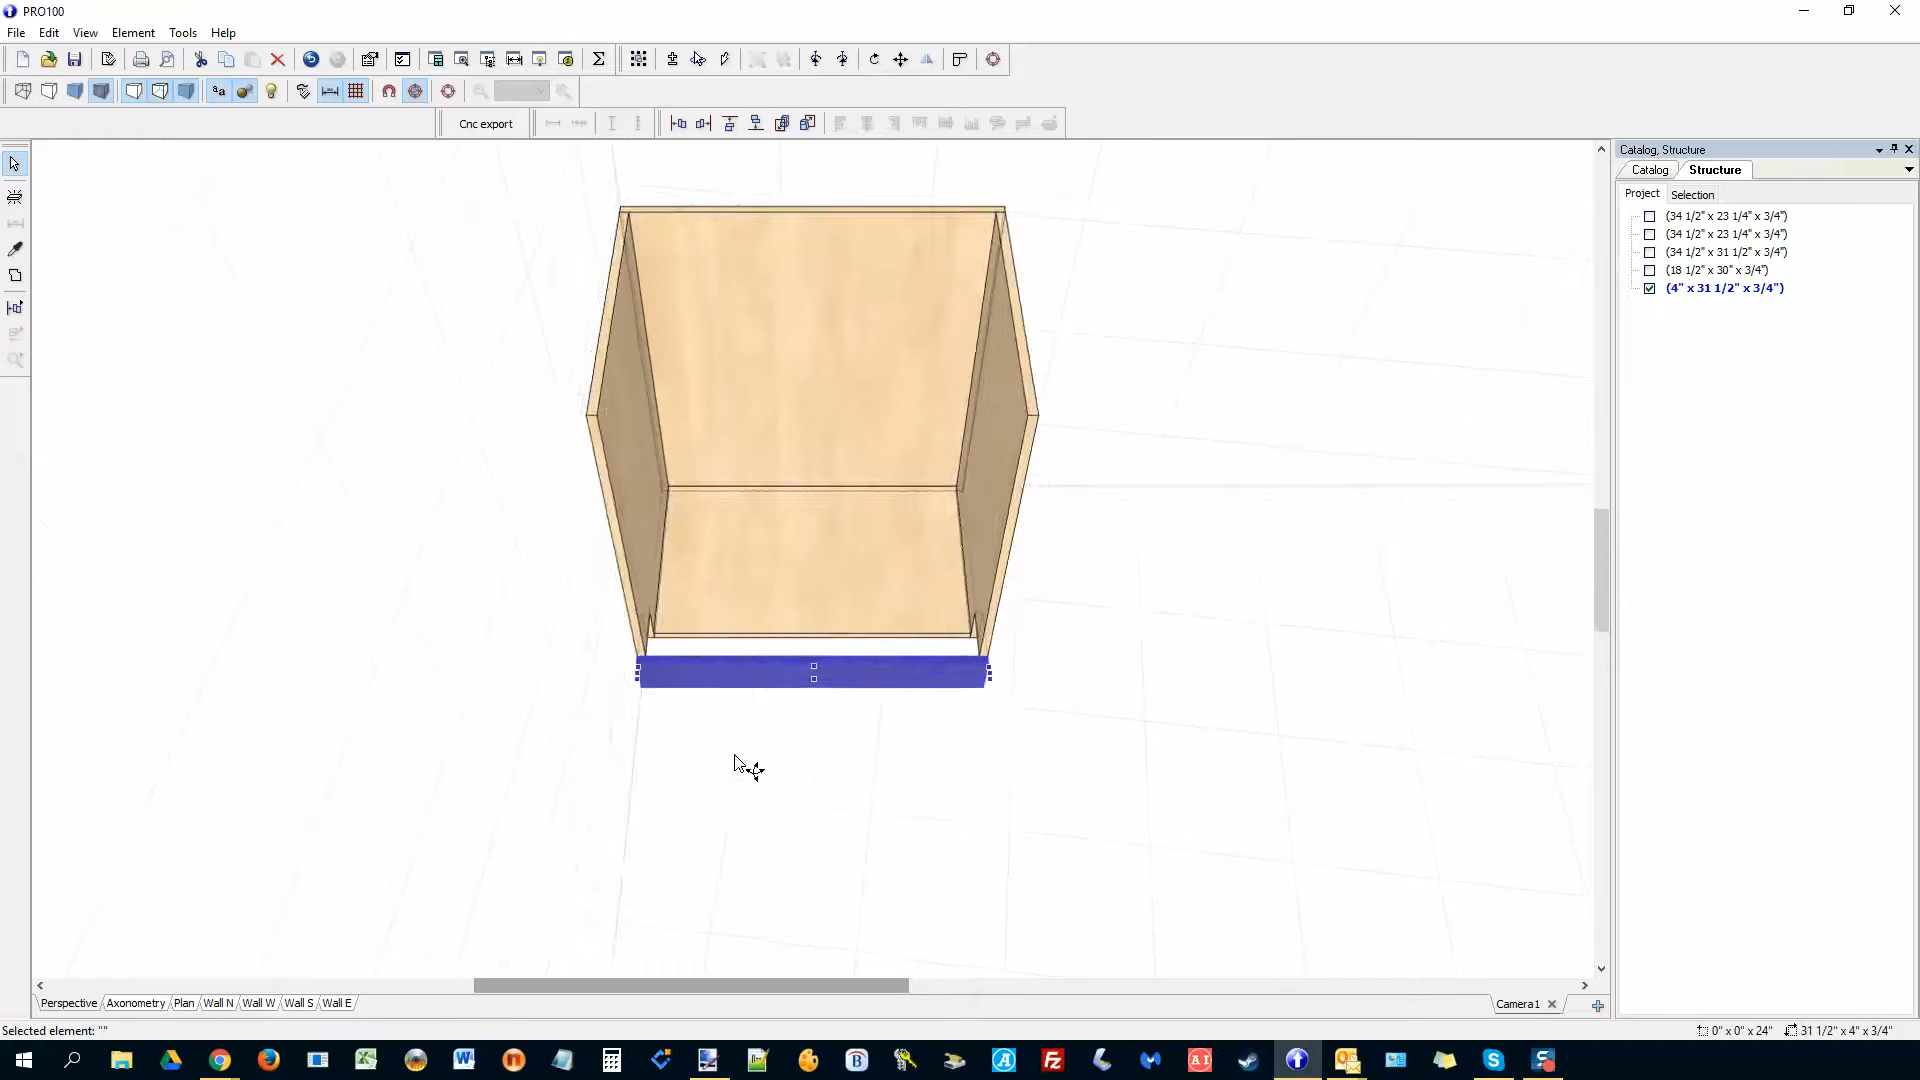 PRO100
File Edit View Element Tools Help
Cnc export
Catalog, Structure
Catalog Structure
Project Selection
(34 1/2" x 23 1/4" x 3/4")
(34 1/2" x 23 1/4" x 3/4")
(34 1/2" x 31 1/2" x 3/4")
(18 1/2" x 30" x 3/4")
(4" x 31 1/2" x 3/4")
Perspective Axonometry Plan Wall N Wall W Wall S Wall E
Camera1
Selected element: ""
0" x 0" x 24" 31 1/2" x 4" x 3/4"